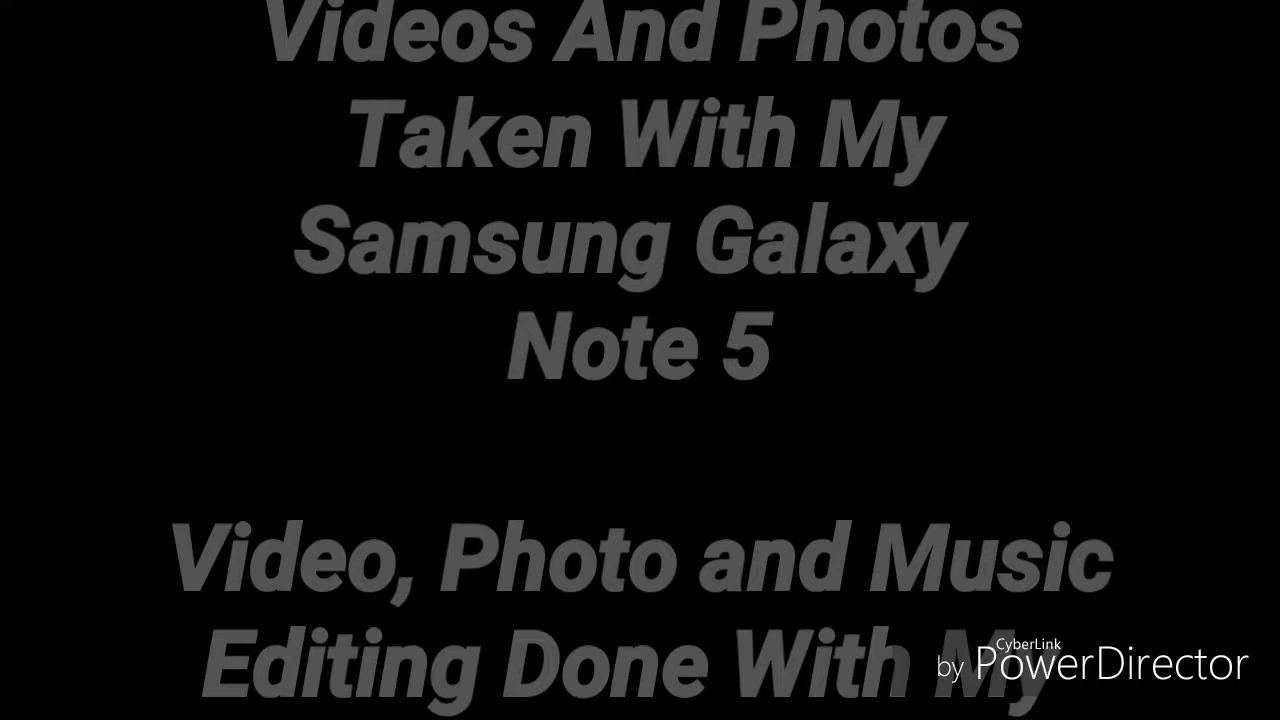 Videos And Photos
Taken With My
Samsung Galaxy
Note 5
Video, Photo and Music
Editing Done With My
CyberLink
by PowerDirector